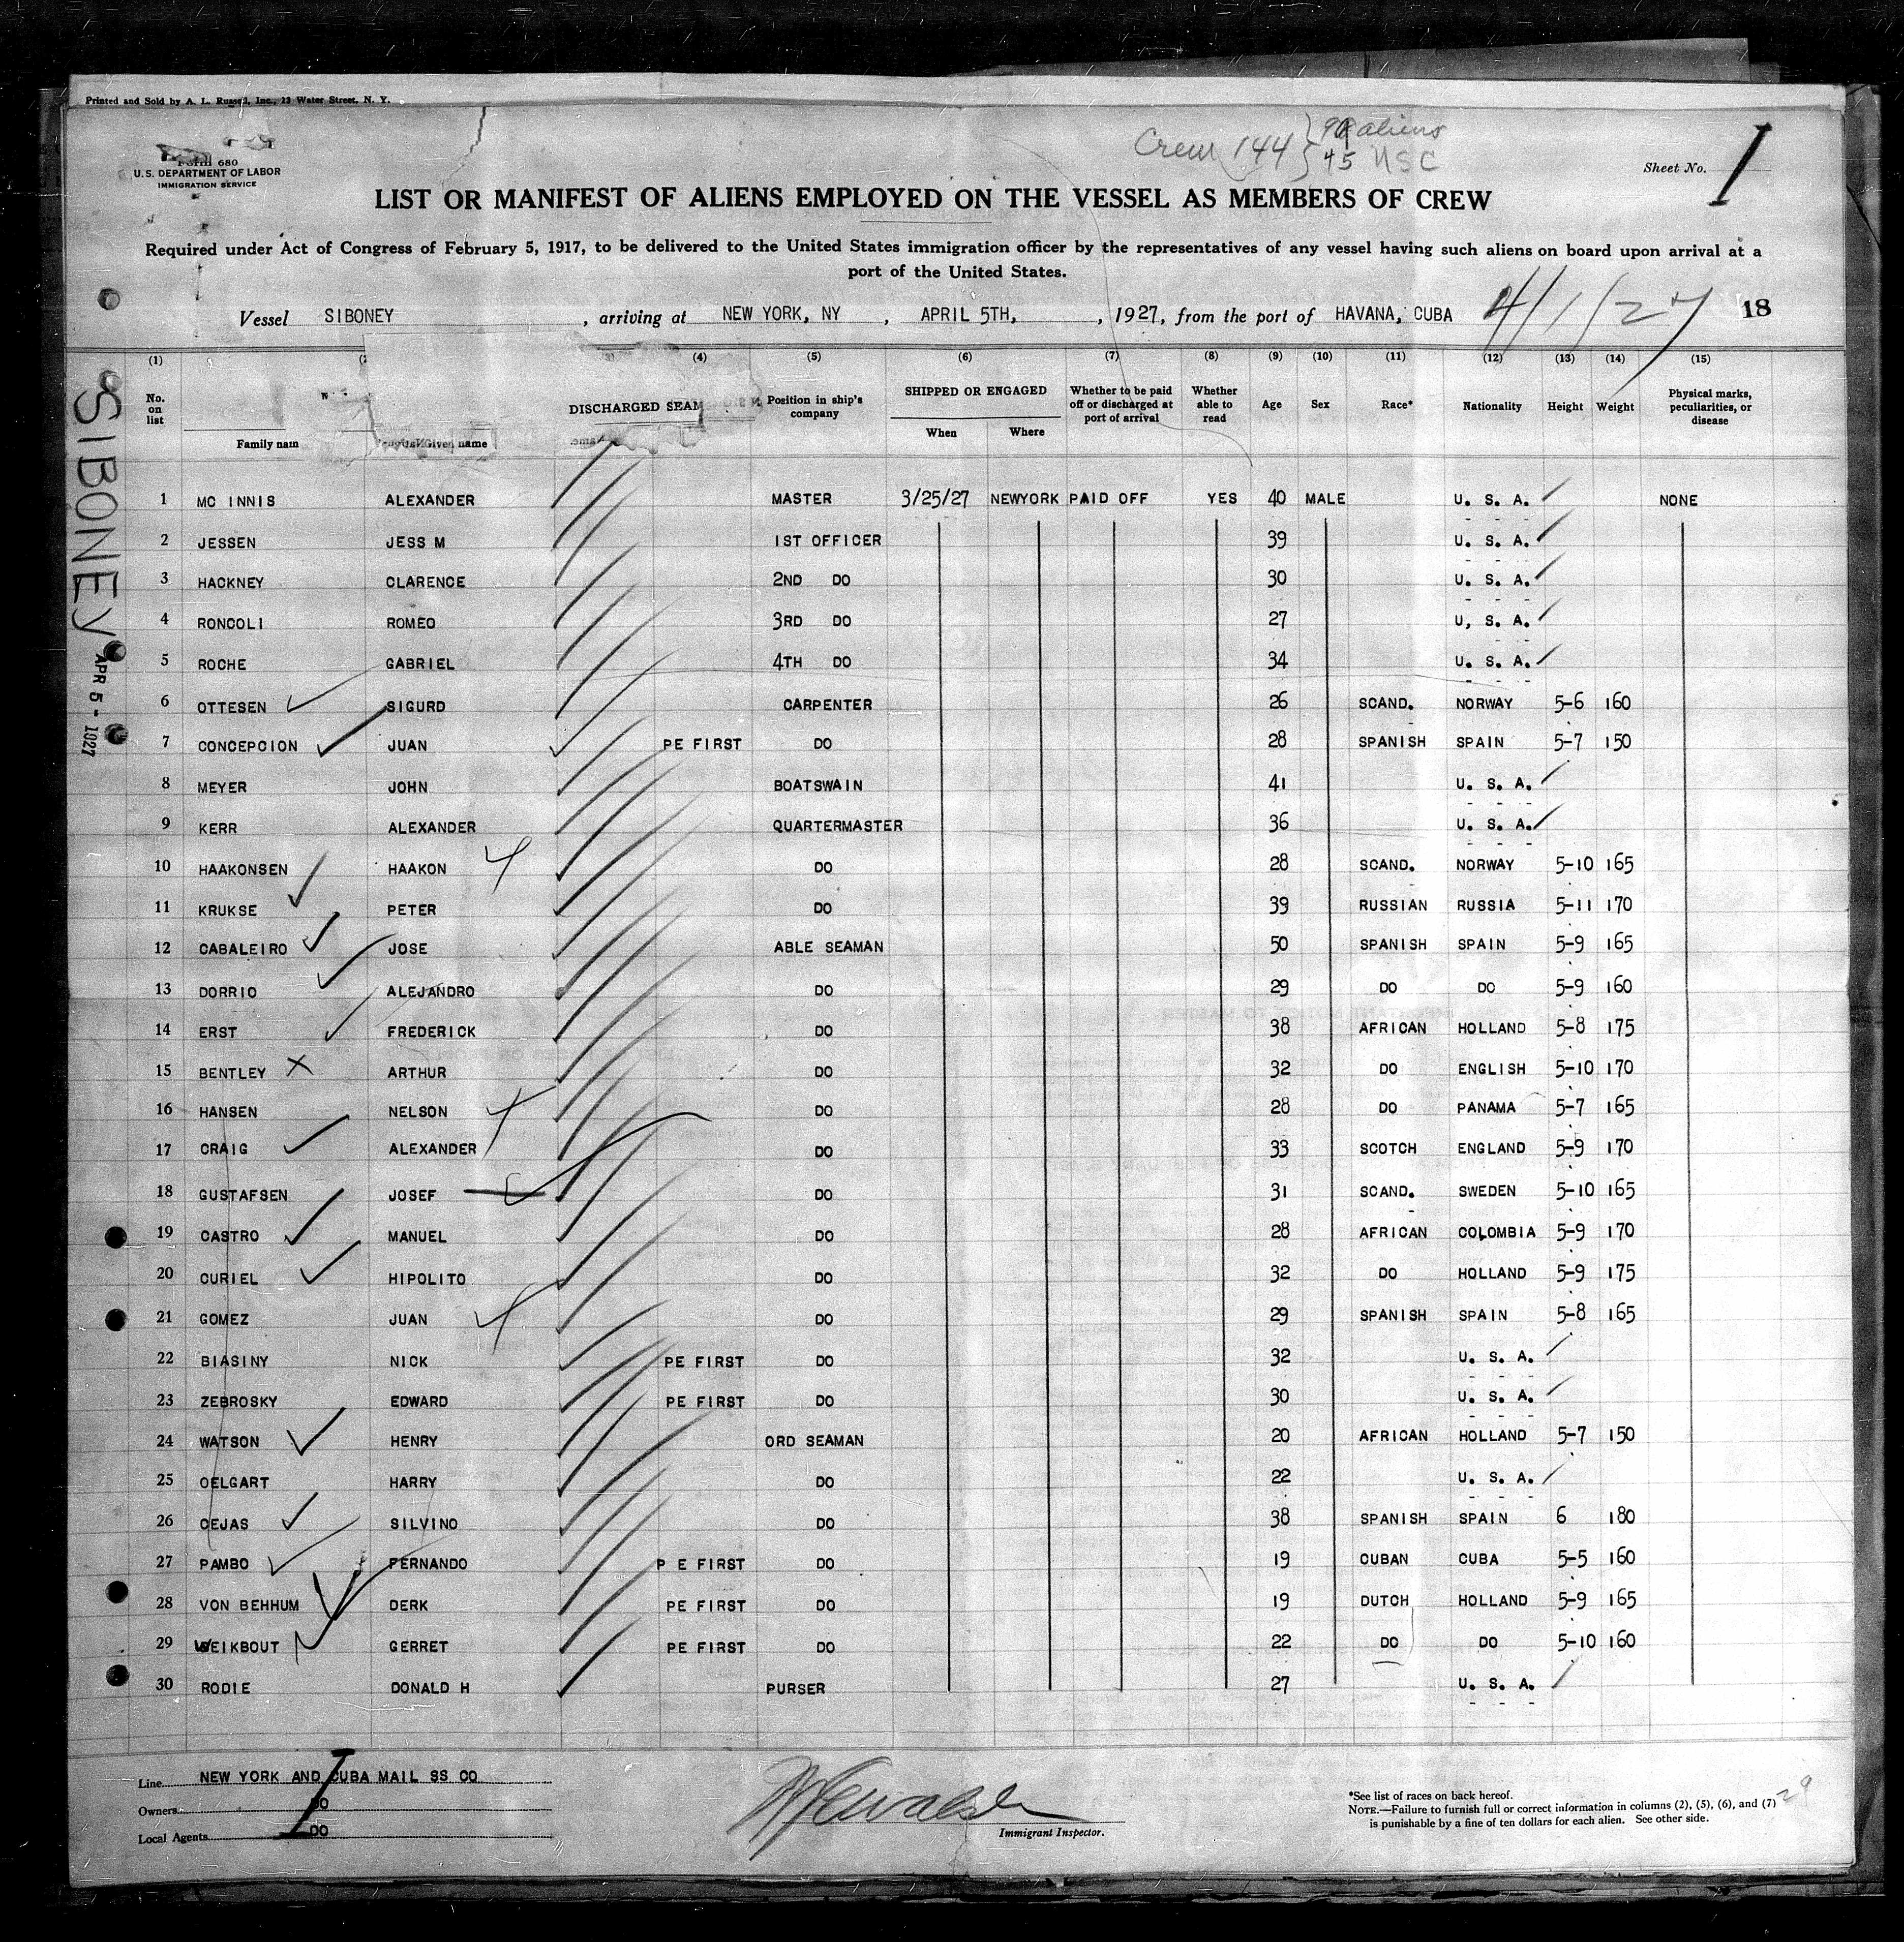 Printed and Sold by A. L. Russell, Inc., 13 Water Street, N. Y.
Crew 144 aliens
45 USC
Form 680
U.S. DEPARTMENT OF LABOR
IMMIGRATION SERVICE
Sheet No. 1
LIST OR MANIFEST OF ALIENS EMPLOYED ON THE VESSEL AS MEMBERS OF CREW
Required under Act of Congress of February 5, 1917, to be delivered to the United States immigration officer by the representatives of any vessel having such aliens on board upon arrival at a
port of the United States.
Vessel SIBONEY, arriving at NEW YORK, NY, APRIL 5TH, , 1927, from the port of HAVANA, CUBA 4/1/27 18
SIBONEY
APR 5 - 1927
(1) (4) (5) (6) (7) (8) (9) (10) (11) (12) (13) (14) (15)
No. on list Family nam Given name DISCHARGED SEAM Position in ship's company SHIPPED OR ENGAGED When Where Whether to be paid off or discharged at port of arrival Whether able to read Age Sex Race* Nationality Height Weight Physical marks, peculiarities, or disease
1 MC INNIS ALEXANDER MASTER 3/25/27 NEWYORK PAID OFF YES 40 MALE U. S. A. NONE
2 JESSEN JESS M 1ST OFFICER 39 U. S. A.
3 HACKNEY CLARENCE 2ND DO 30 U. S. A.
4 RONCOLI ROMEO 3RD DO 27 U, S. A.
5 ROCHE GABRIEL 4TH DO 34 U. S. A.
6 OTTESEN SIGURD CARPENTER 26 SCAND. NORWAY 5-6 160
7 CONCEPCION JUAN PE FIRST DO 28 SPANISH SPAIN 5-7 150
8 MEYER JOHN BOATSWAIN 41 U. S. A.
9 KERR ALEXANDER QUARTERMASTER 36 U. S. A.
10 HAAKONSEN HAAKON DO 28 SCAND. NORWAY 5-10 165
11 KRUKSE PETER DO 39 RUSSIAN RUSSIA 5-11 170
12 CABALEIRO JOSE ABLE SEAMAN 50 SPANISH SPAIN 5-9 165
13 DORRIO ALEJANDRO DO 29 DO DO 5-9 160
14 ERST FREDERICK DO 38 AFRICAN HOLLAND 5-8 175
15 BENTLEY ARTHUR DO 32 DO ENGLISH 5-10 170
16 HANSEN NELSON DO 28 DO PANAMA 5-7 165
17 CRAIG ALEXANDER DO 33 SCOTCH ENGLAND 5-9 170
18 GUSTAFSEN JOSEF DO 31 SCAND. SWEDEN 5-10 165
19 CASTRO MANUEL DO 28 AFRICAN COLOMBIA 5-9 170
20 CURIEL HIPOLITO DO 32 DO HOLLAND 5-9 175
21 GOMEZ JUAN DO 29 SPANISH SPAIN 5-8 165
22 BIASINY NICK PE FIRST DO 32 U. S. A.
23 ZEBROSKY EDWARD PE FIRST DO 30 U. S. A.
24 WATSON HENRY ORD SEAMAN 20 AFRICAN HOLLAND 5-7 150
25 OELGART HARRY DO 22 U. S. A.
26 CEJAS SILVINO DO 38 SPANISH SPAIN 6 180
27 PAMBO FERNANDO P E FIRST DO 19 CUBAN CUBA 5-5 160
28 VON BEHHUM DERK PE FIRST DO 19 DUTCH HOLLAND 5-9 165
29 WEIKBOUT GERRET PE FIRST DO 22 DO DO 5-10 160
30 RODIE DONALD H PURSER 27 U. S. A.
Line NEW YORK AND CUBA MAIL SS CO
Owners DO
Local Agents DO
Immigrant Inspector.
*See list of races on back hereof.
NOTE.—Failure to furnish full or correct information in columns (2), (5), (6), and (7) 29
is punishable by a fine of ten dollars for each alien. See other side.